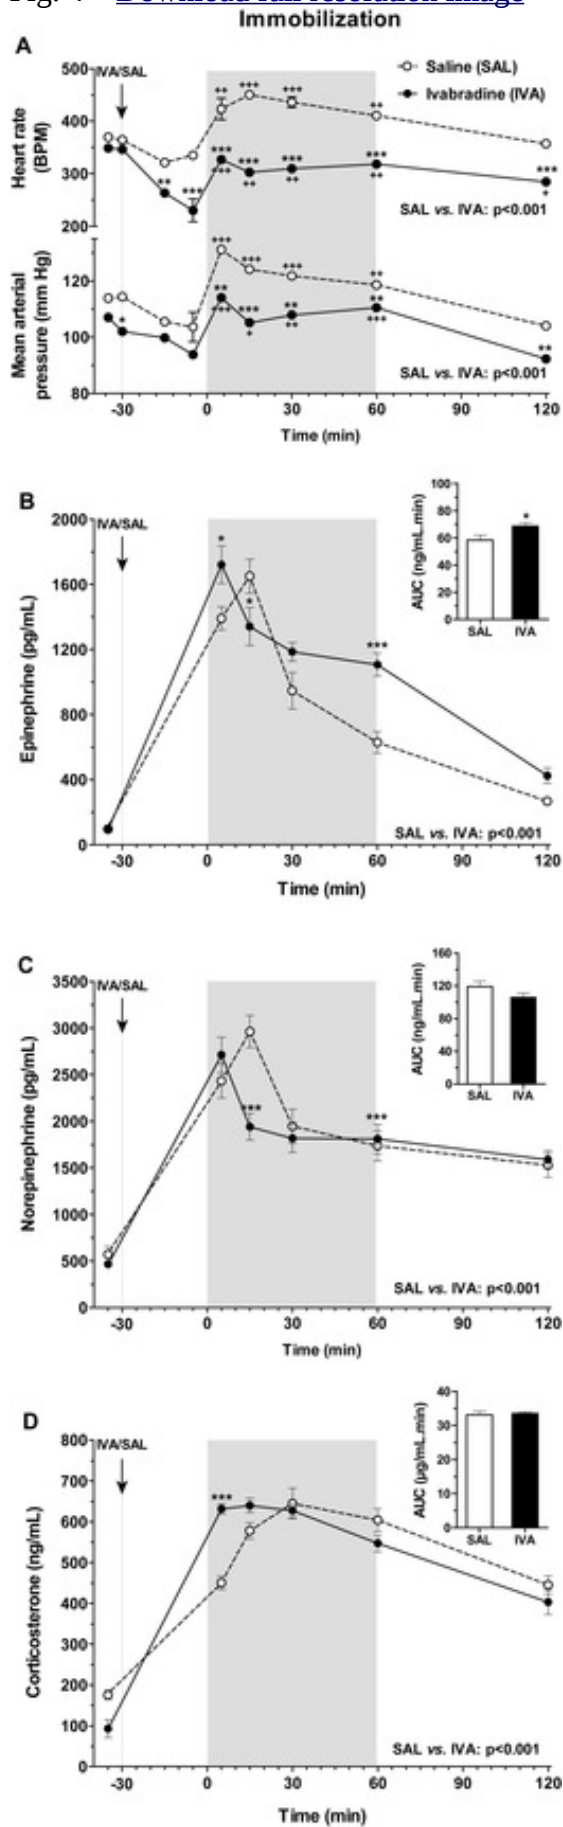 Fig. 4 Download full resolution image
Immobilization
A
IVA/SAL
Saline (SAL)
Ivabradine (IVA)
Heart rate
(BPM)
500
400
300
200
++
+++
+++
++
***
+++
***
++
***
++
***
++
***
+
**
***
SAL vs. IVA: p<0.001
Mean arterial
pressure (mm Hg)
120
100
80
+++
+++
+++
++
*
**
+++
***
+
**
++
**
+++
**
SAL vs. IVA: p<0.001
-30 0 30 60 90 120
Time (min)
B
IVA/SAL
Epinephrine (pg/mL)
2000
1600
1200
800
400
0
*
*
***
AUC (ng/mL.min)
100
80
60
40
20
0
*
SAL IVA
SAL vs. IVA: p<0.001
-30 0 30 60 90 120
Time (min)
C
IVA/SAL
Norepinephrine (pg/mL)
3500
3000
2500
2000
1500
1000
500
0
***
***
AUC (ng/mL.min)
160
120
80
40
0
SAL IVA
SAL vs. IVA: p<0.001
-30 0 30 60 90 120
Time (min)
D
IVA/SAL
Corticosterone (ng/mL)
800
700
600
500
400
300
200
100
0
***
AUC (µg/mL.min)
40
30
20
10
0
SAL IVA
SAL vs. IVA: p<0.001
-30 0 30 60 90 120
Time (min)